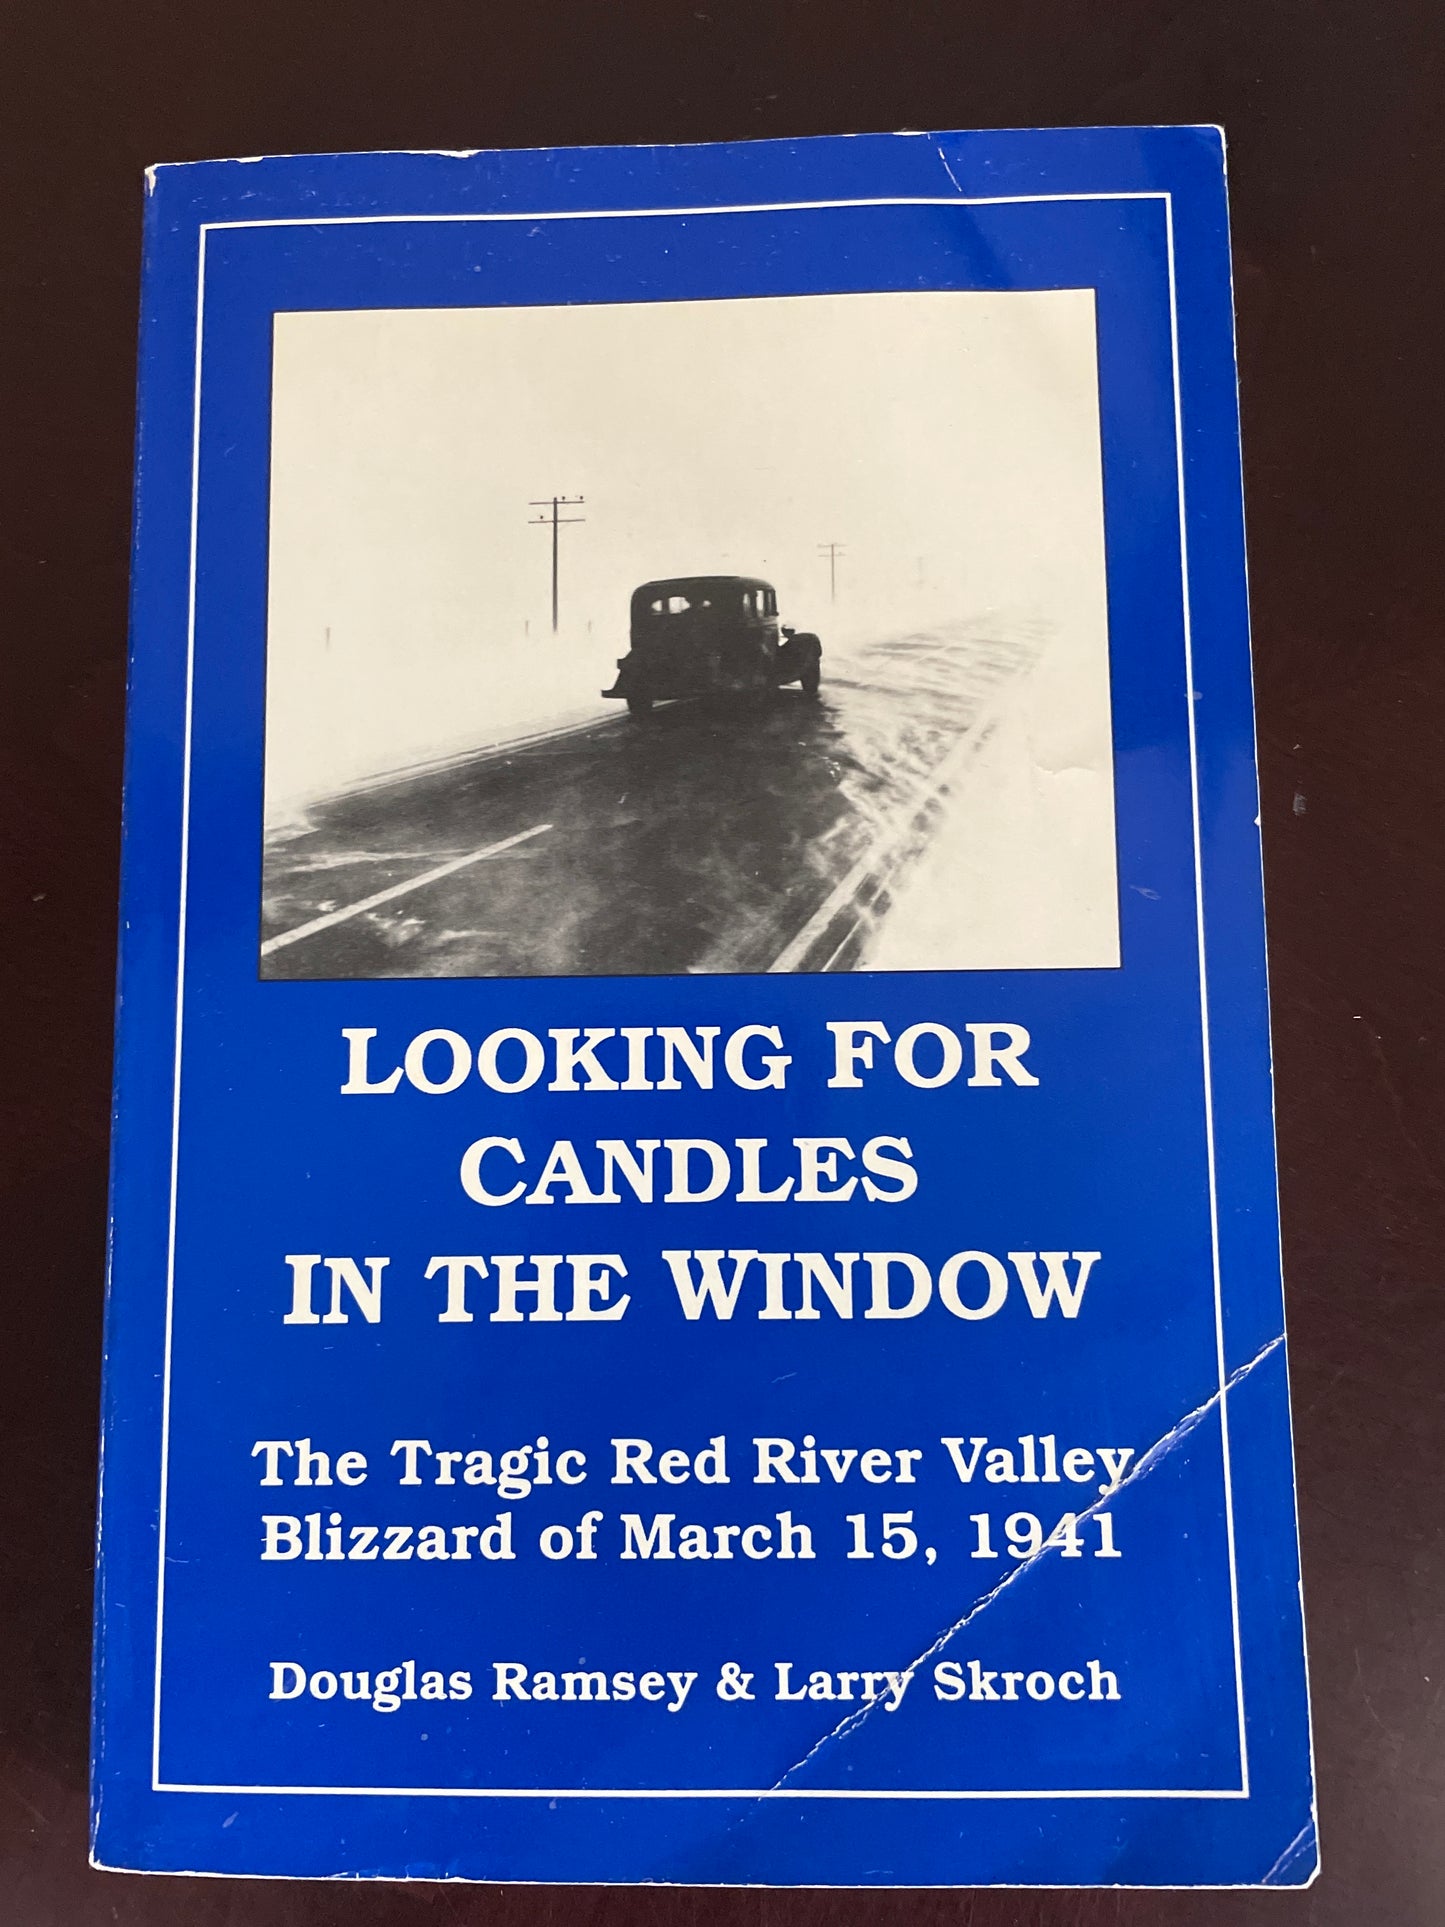 LOOKING FOR
CANDLES
IN THE WINDOW
The Tragic Red River Valley
Blizzard of March 15, 1941
Douglas Ramsey & Larry Skroch